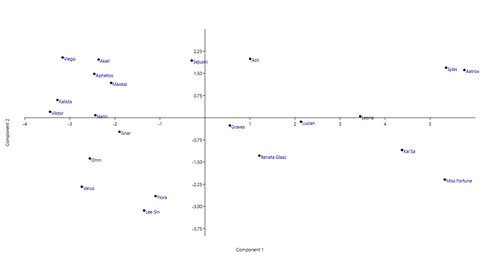 2.25
Viego
Akali
Sejuani
Azir
Aphelios
Sylas
Aatrox
1.50
Maokai
Kalista
0.75
Viktor
Nami
Leona
-4
-3
-2
-1
1
2
3
4
5
Gnar
Graves
Lucian
-0.75
Kai'Sa
Ornn
Renata Glasc
-1.50
Varus
Miss Fortune
-2.25
Fiora
Lee Sin
-3.00
-3.75
Component 2
Component 1